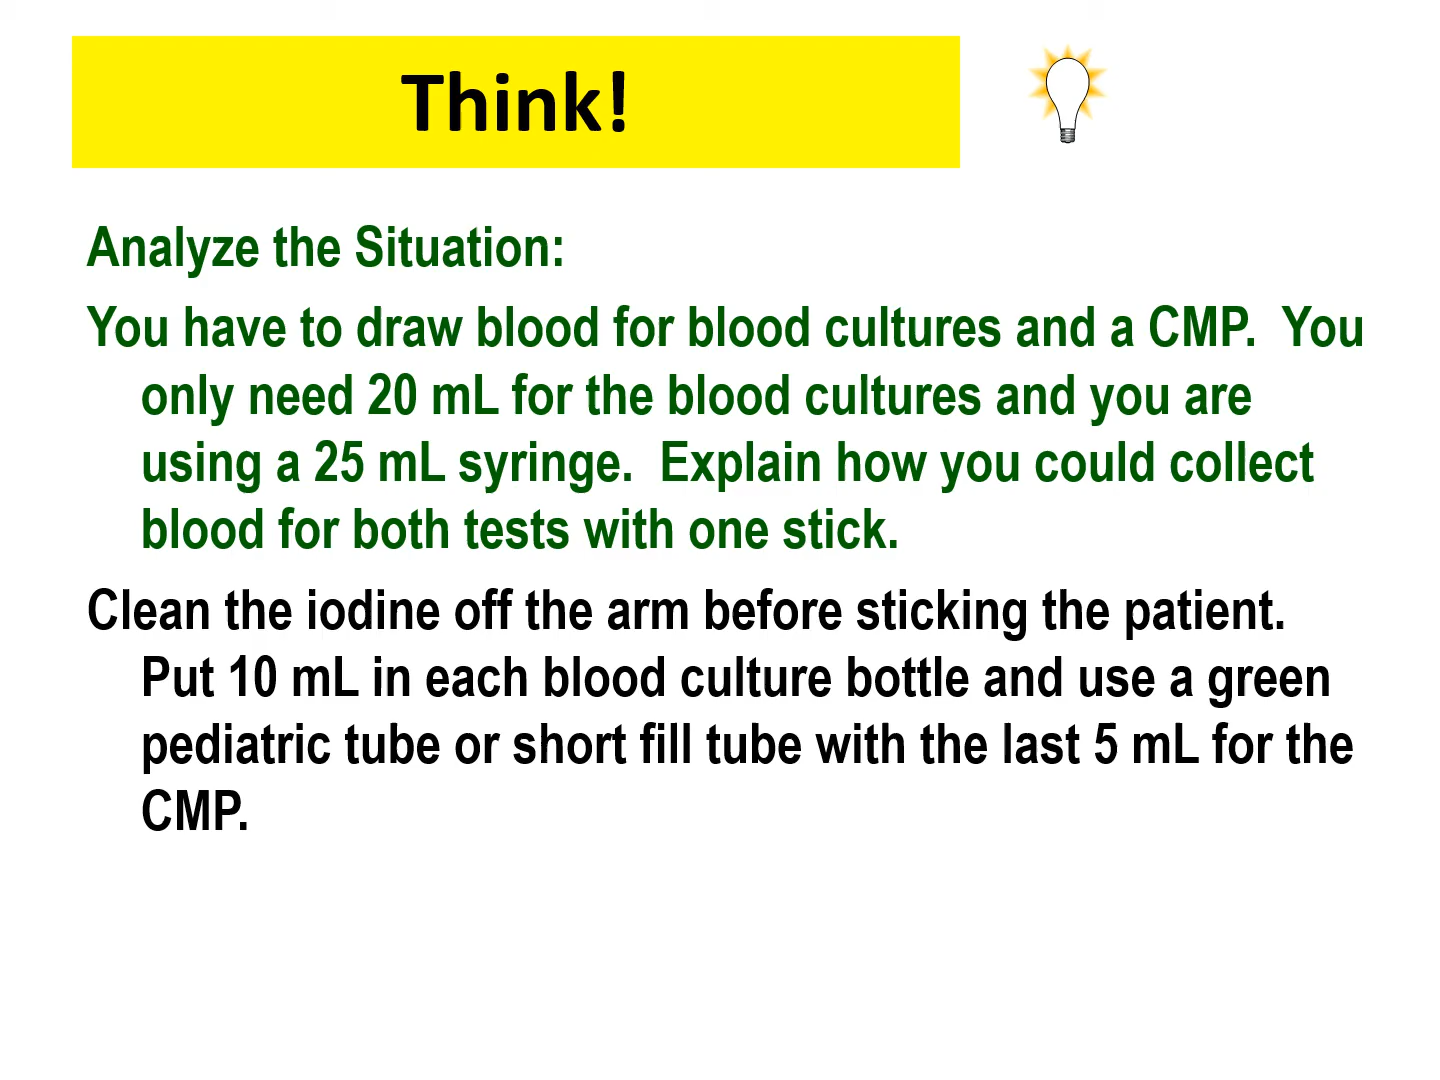 Think!
Analyze the Situation:
You have to draw blood for blood cultures and a CMP.  You
only need 20 mL for the blood cultures and you are
using a 25 mL syringe.  Explain how you could collect
blood for both tests with one stick.
Clean the iodine off the arm before sticking the patient.
Put 10 mL in each blood culture bottle and use a green
pediatric tube or short fill tube with the last 5 mL for the
CMP.